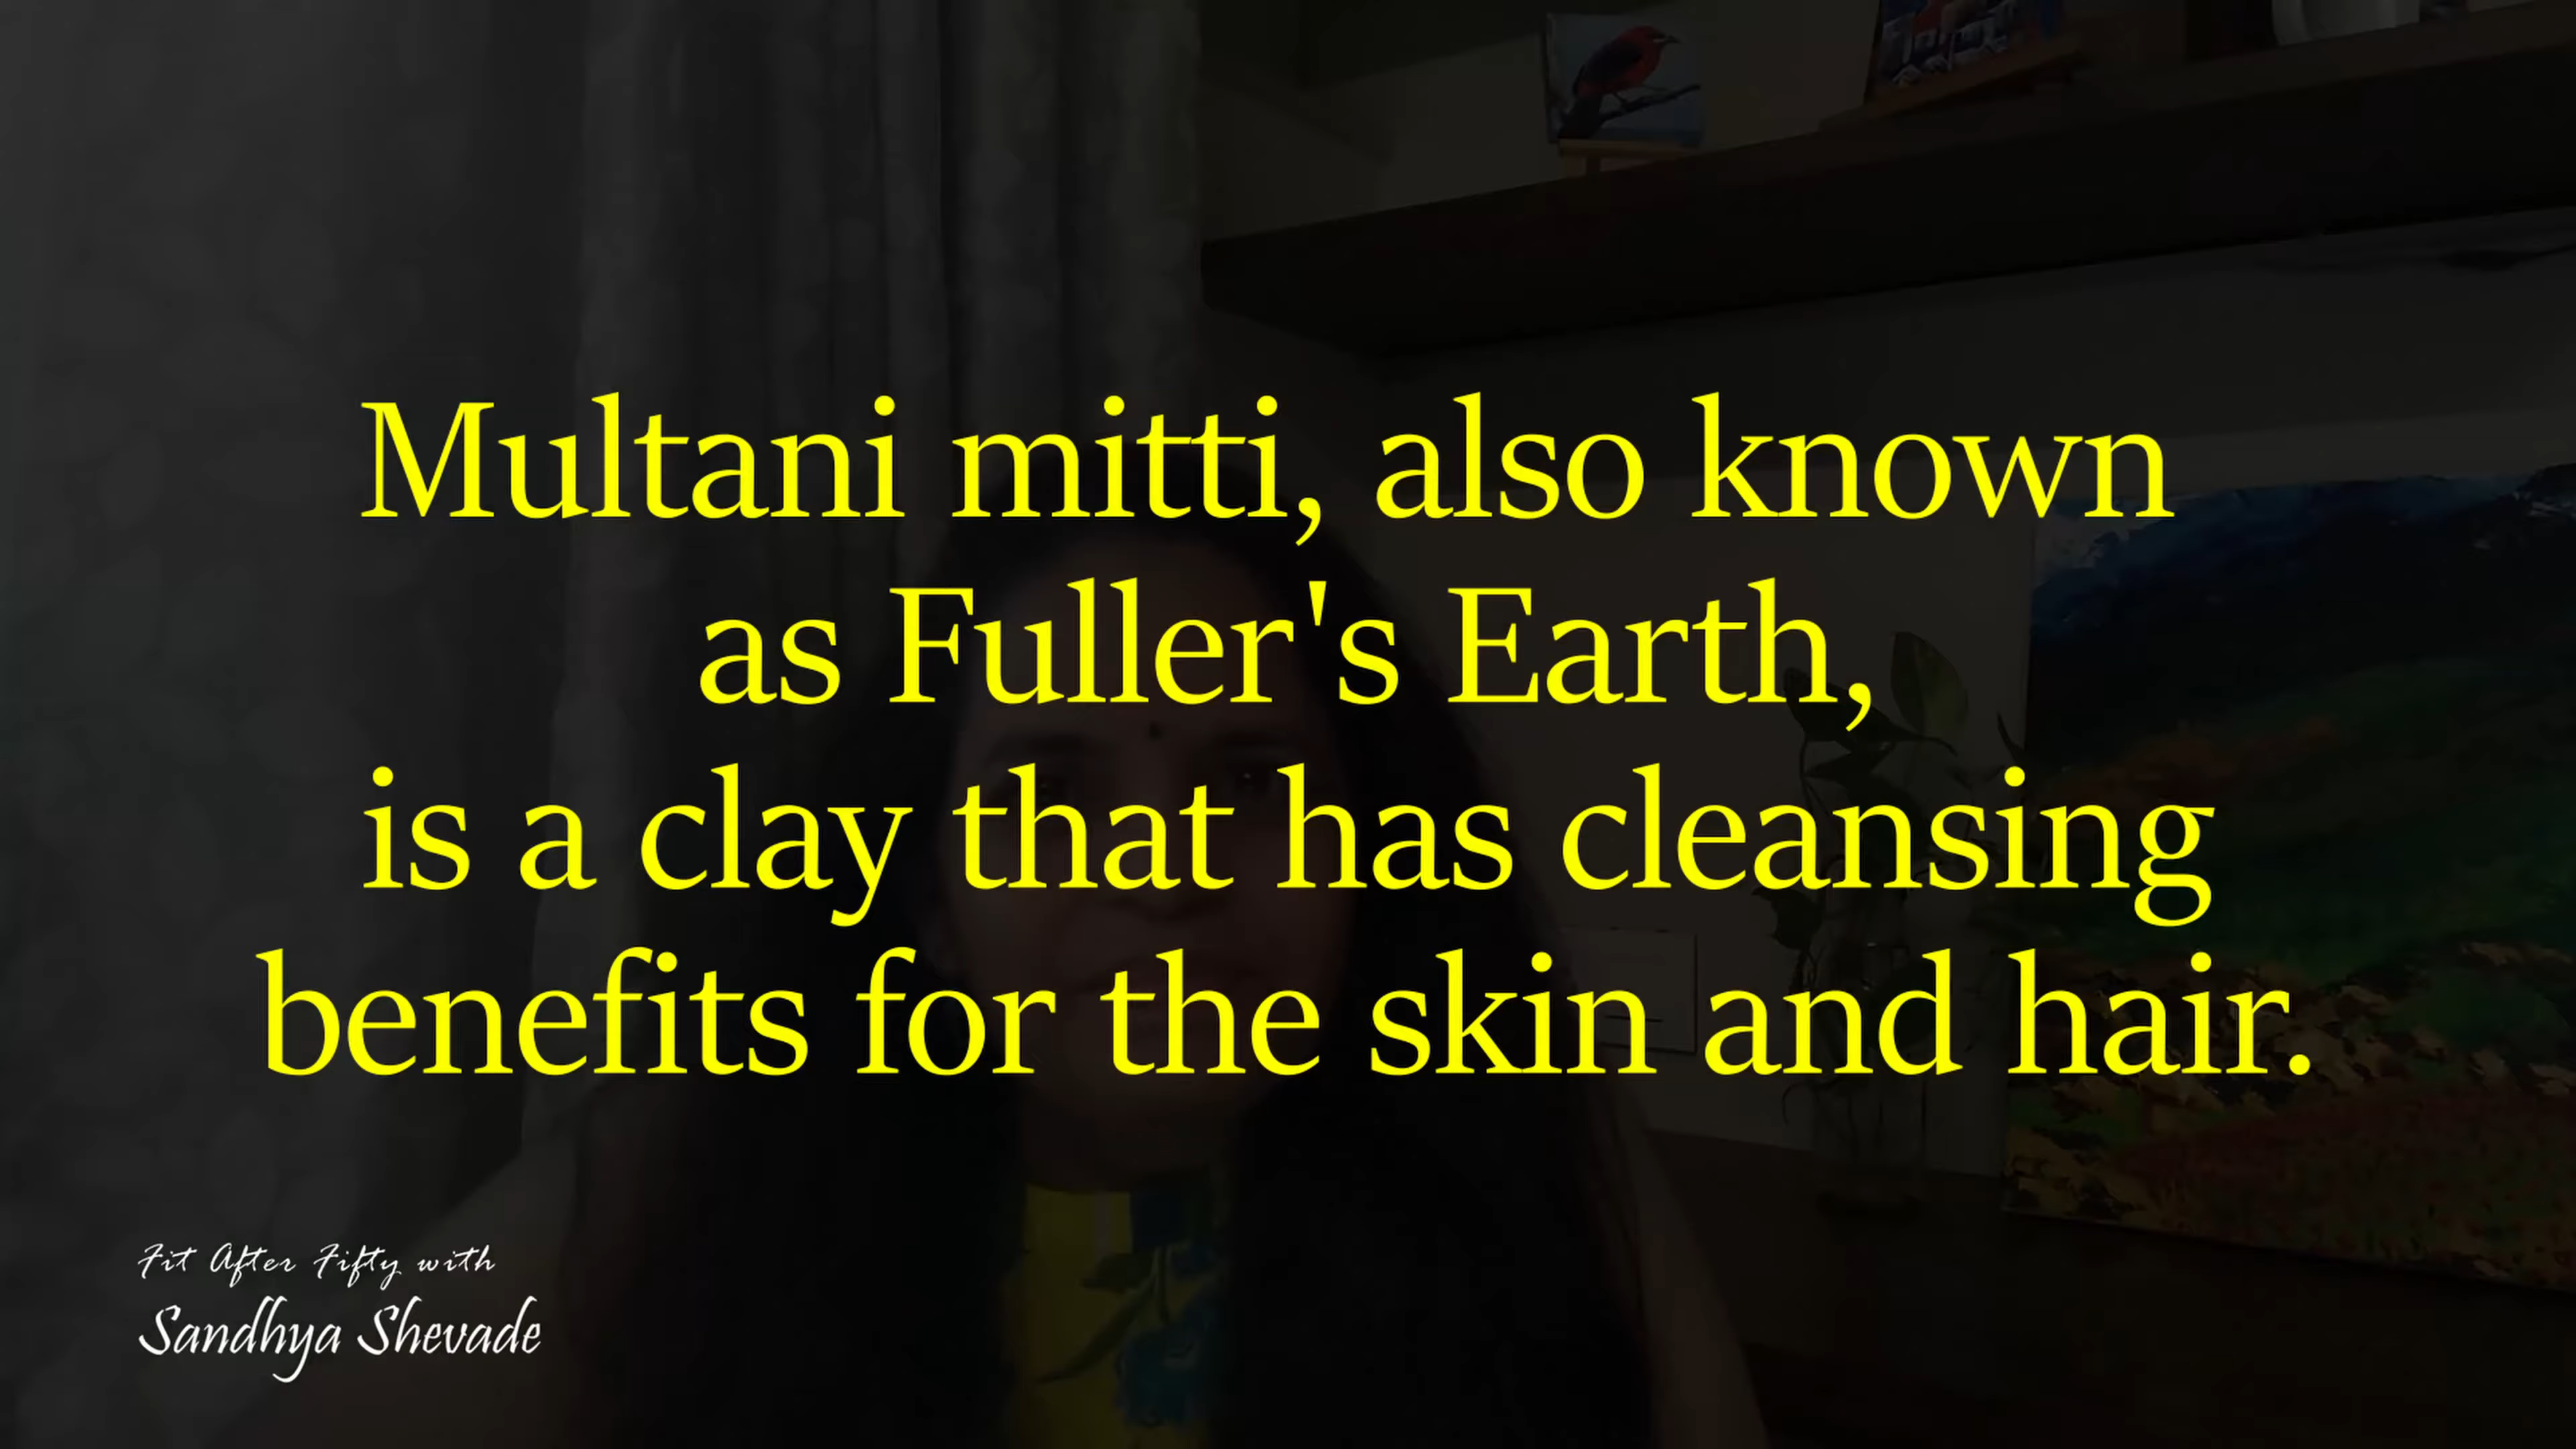 Multani mitti, also known
as Fuller's Earth,
is a clay that has cleansing
benefits for the skin and hair.
Fit After Fifty with
Sandhya Shevade